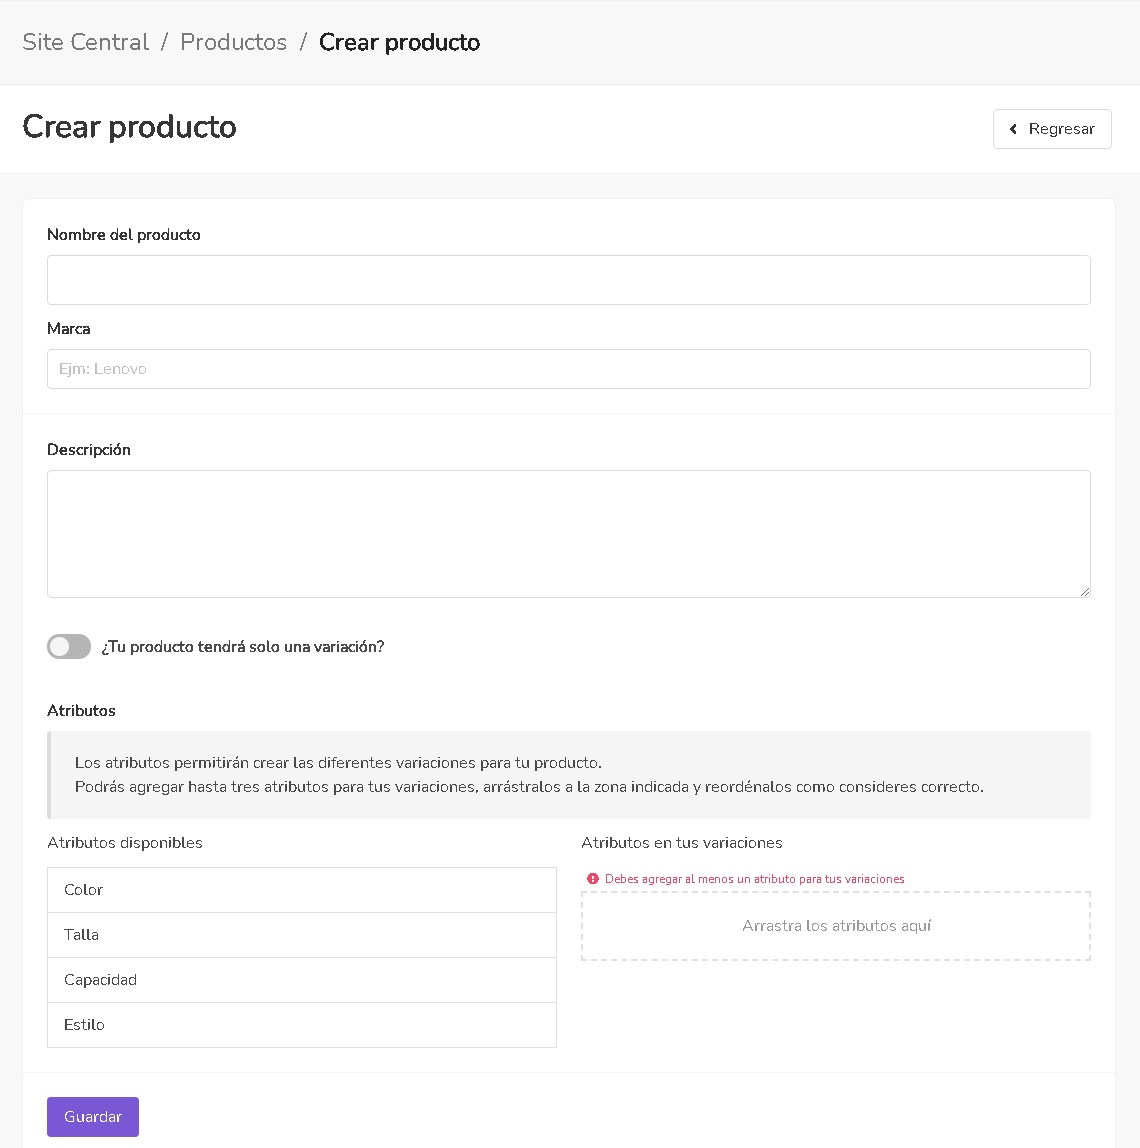 Site Central / Productos / Crear producto
Crear producto
Regresar
Nombre del producto
Marca
Ejm: Lenovo
Descripción
¿Tu producto tendrá solo una variación?
Atributos
Los atributos permitirán crear las diferentes variaciones para tu producto.
Podrás agregar hasta tres atributos para tus variaciones, arrástralos a la zona indicada y reordénalos como consideres correcto.
Atributos disponibles
Color
Talla
Capacidad
Estilo
Atributos en tus variaciones
Debes agregar al menos un atributo para tus variaciones
Arrastra los atributos aquí
Guardar